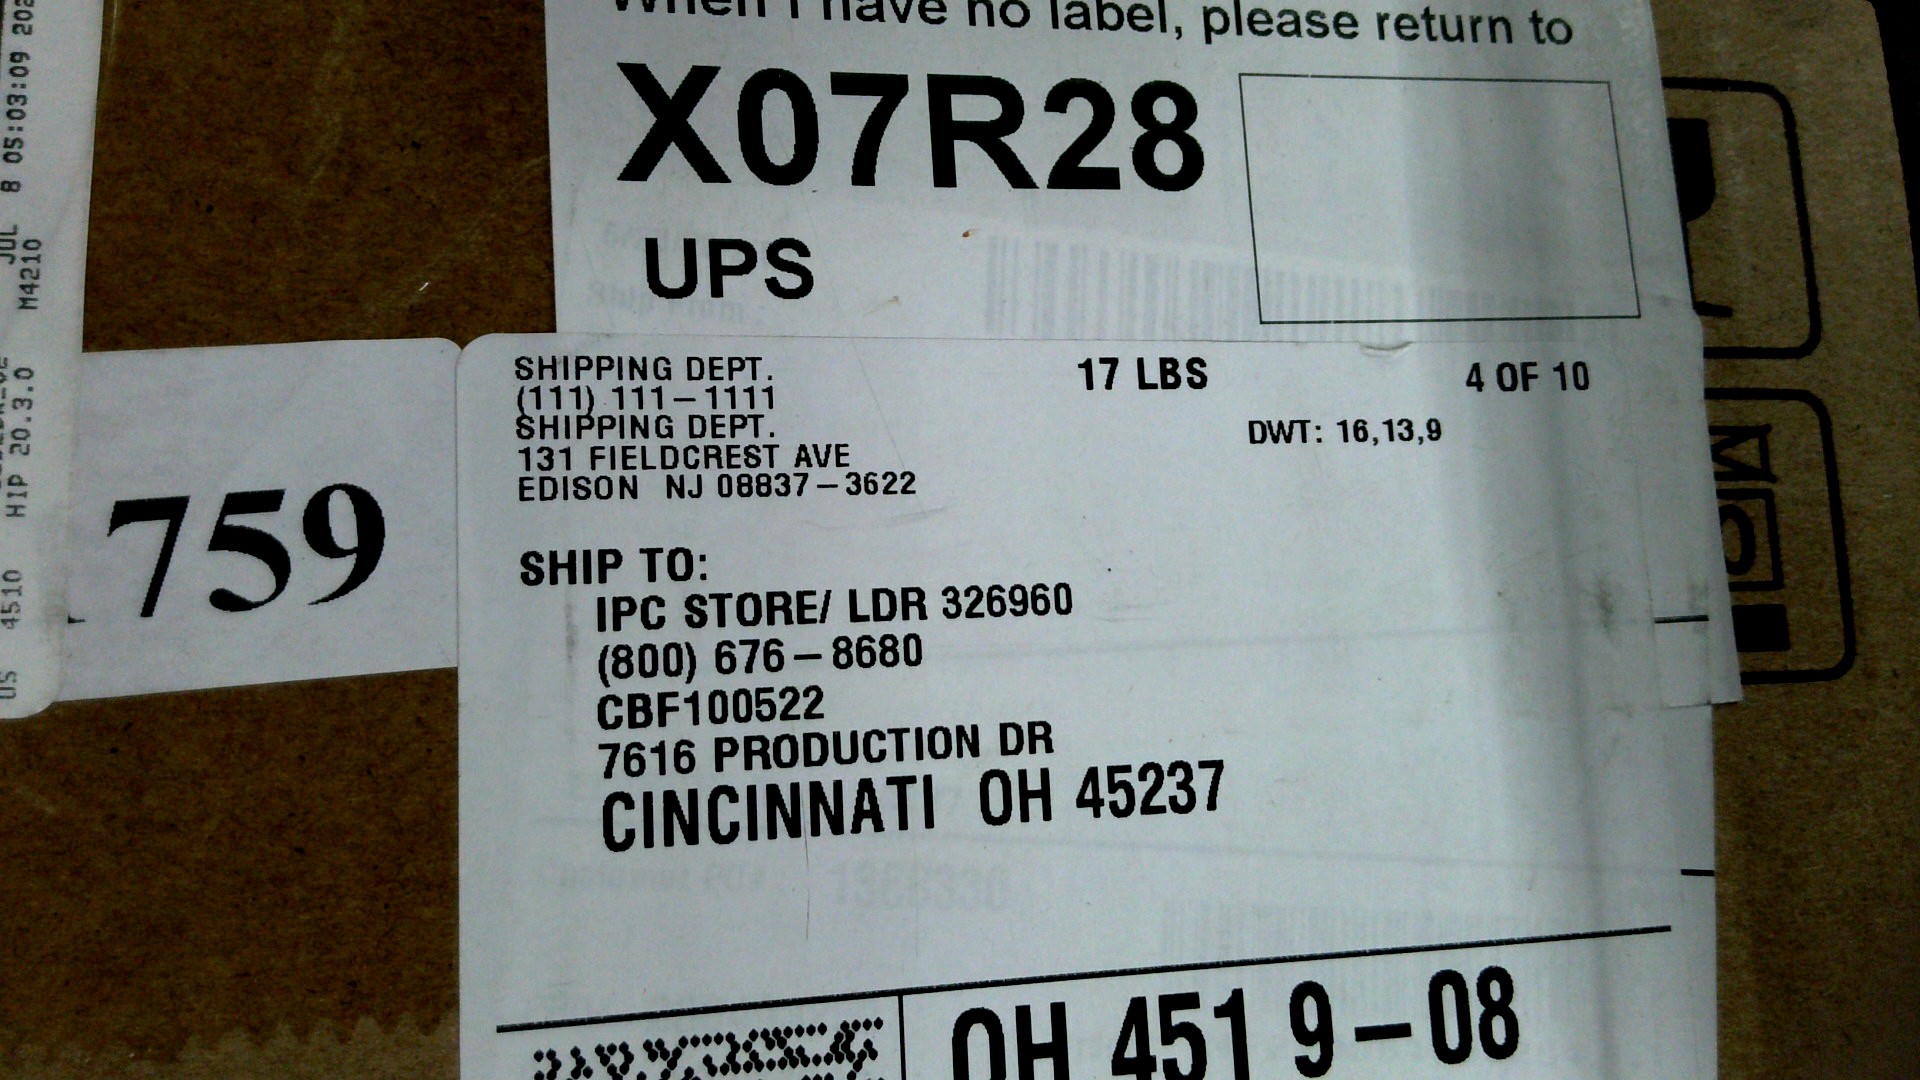 When I have no label, please return to
X07R28
UPS
SHIPPING DEPT.
(111) 111-1111
SHIPPING DEPT.
131 FIELDCREST AVE
EDISON NJ 08837-3622
17 LBS
4 OF 10
DWT: 16,13,9
SHIP TO:
IPC STORE/ LDR 326960
(800) 676-8680
CBF100522
7616 PRODUCTION DR
CINCINNATI OH 45237
OH 451 9-08
759
JUL 8 05:03:09
US 4510 HIP 20.3.0 M4210